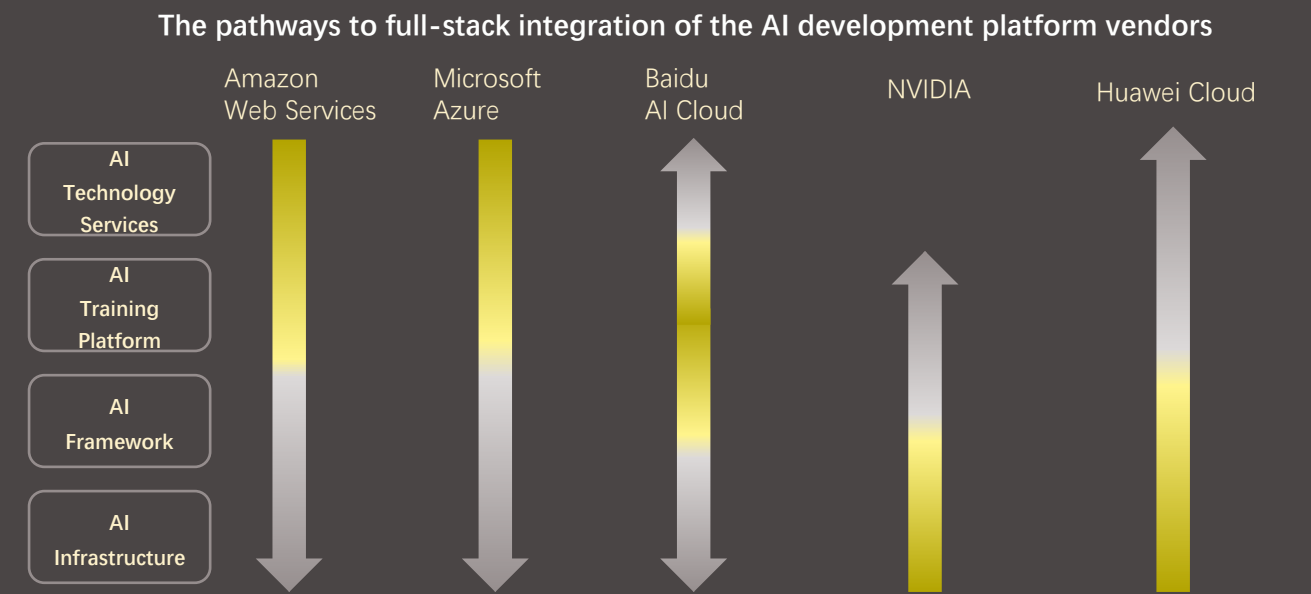 The pathways to full-stack integration of the AI development platform vendors
Amazon
Web Services
Microsoft
Azure
Baidu
AI Cloud
NVIDIA
Huawei Cloud
AI
Technology
Services
AI
Training
Platform
AI
Framework
AI
Infrastructure